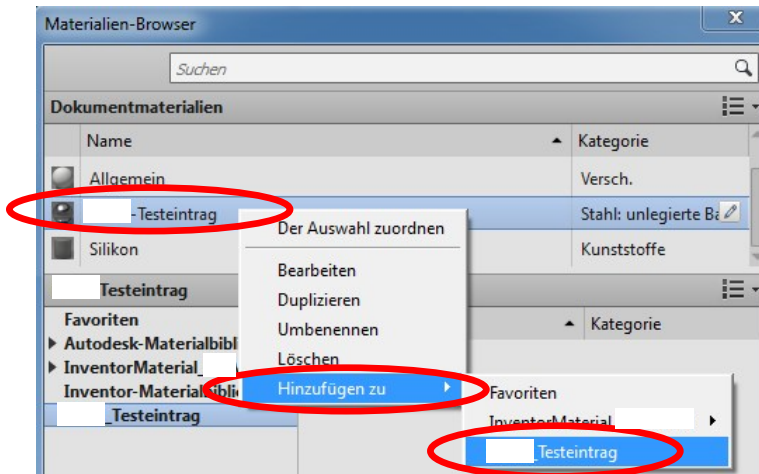 Materialien-Browser
Suchen
Dokumentmaterialien
Name Kategorie
Allgemein Versch.
-Testeintrag Stahl: unlegierte Ba
Silikon Kunststoffe
Der Auswahl zuordnen
Bearbeiten
Duplizieren
Umbenennen
Löschen
Hinzufügen zu
Testeintrag
Favoriten Kategorie
Autodesk-Materialbibl
InventorMaterial_
Inventor-Materialbiblio
_Testeintrag
Favoriten
InventorMaterial
_Testeintrag